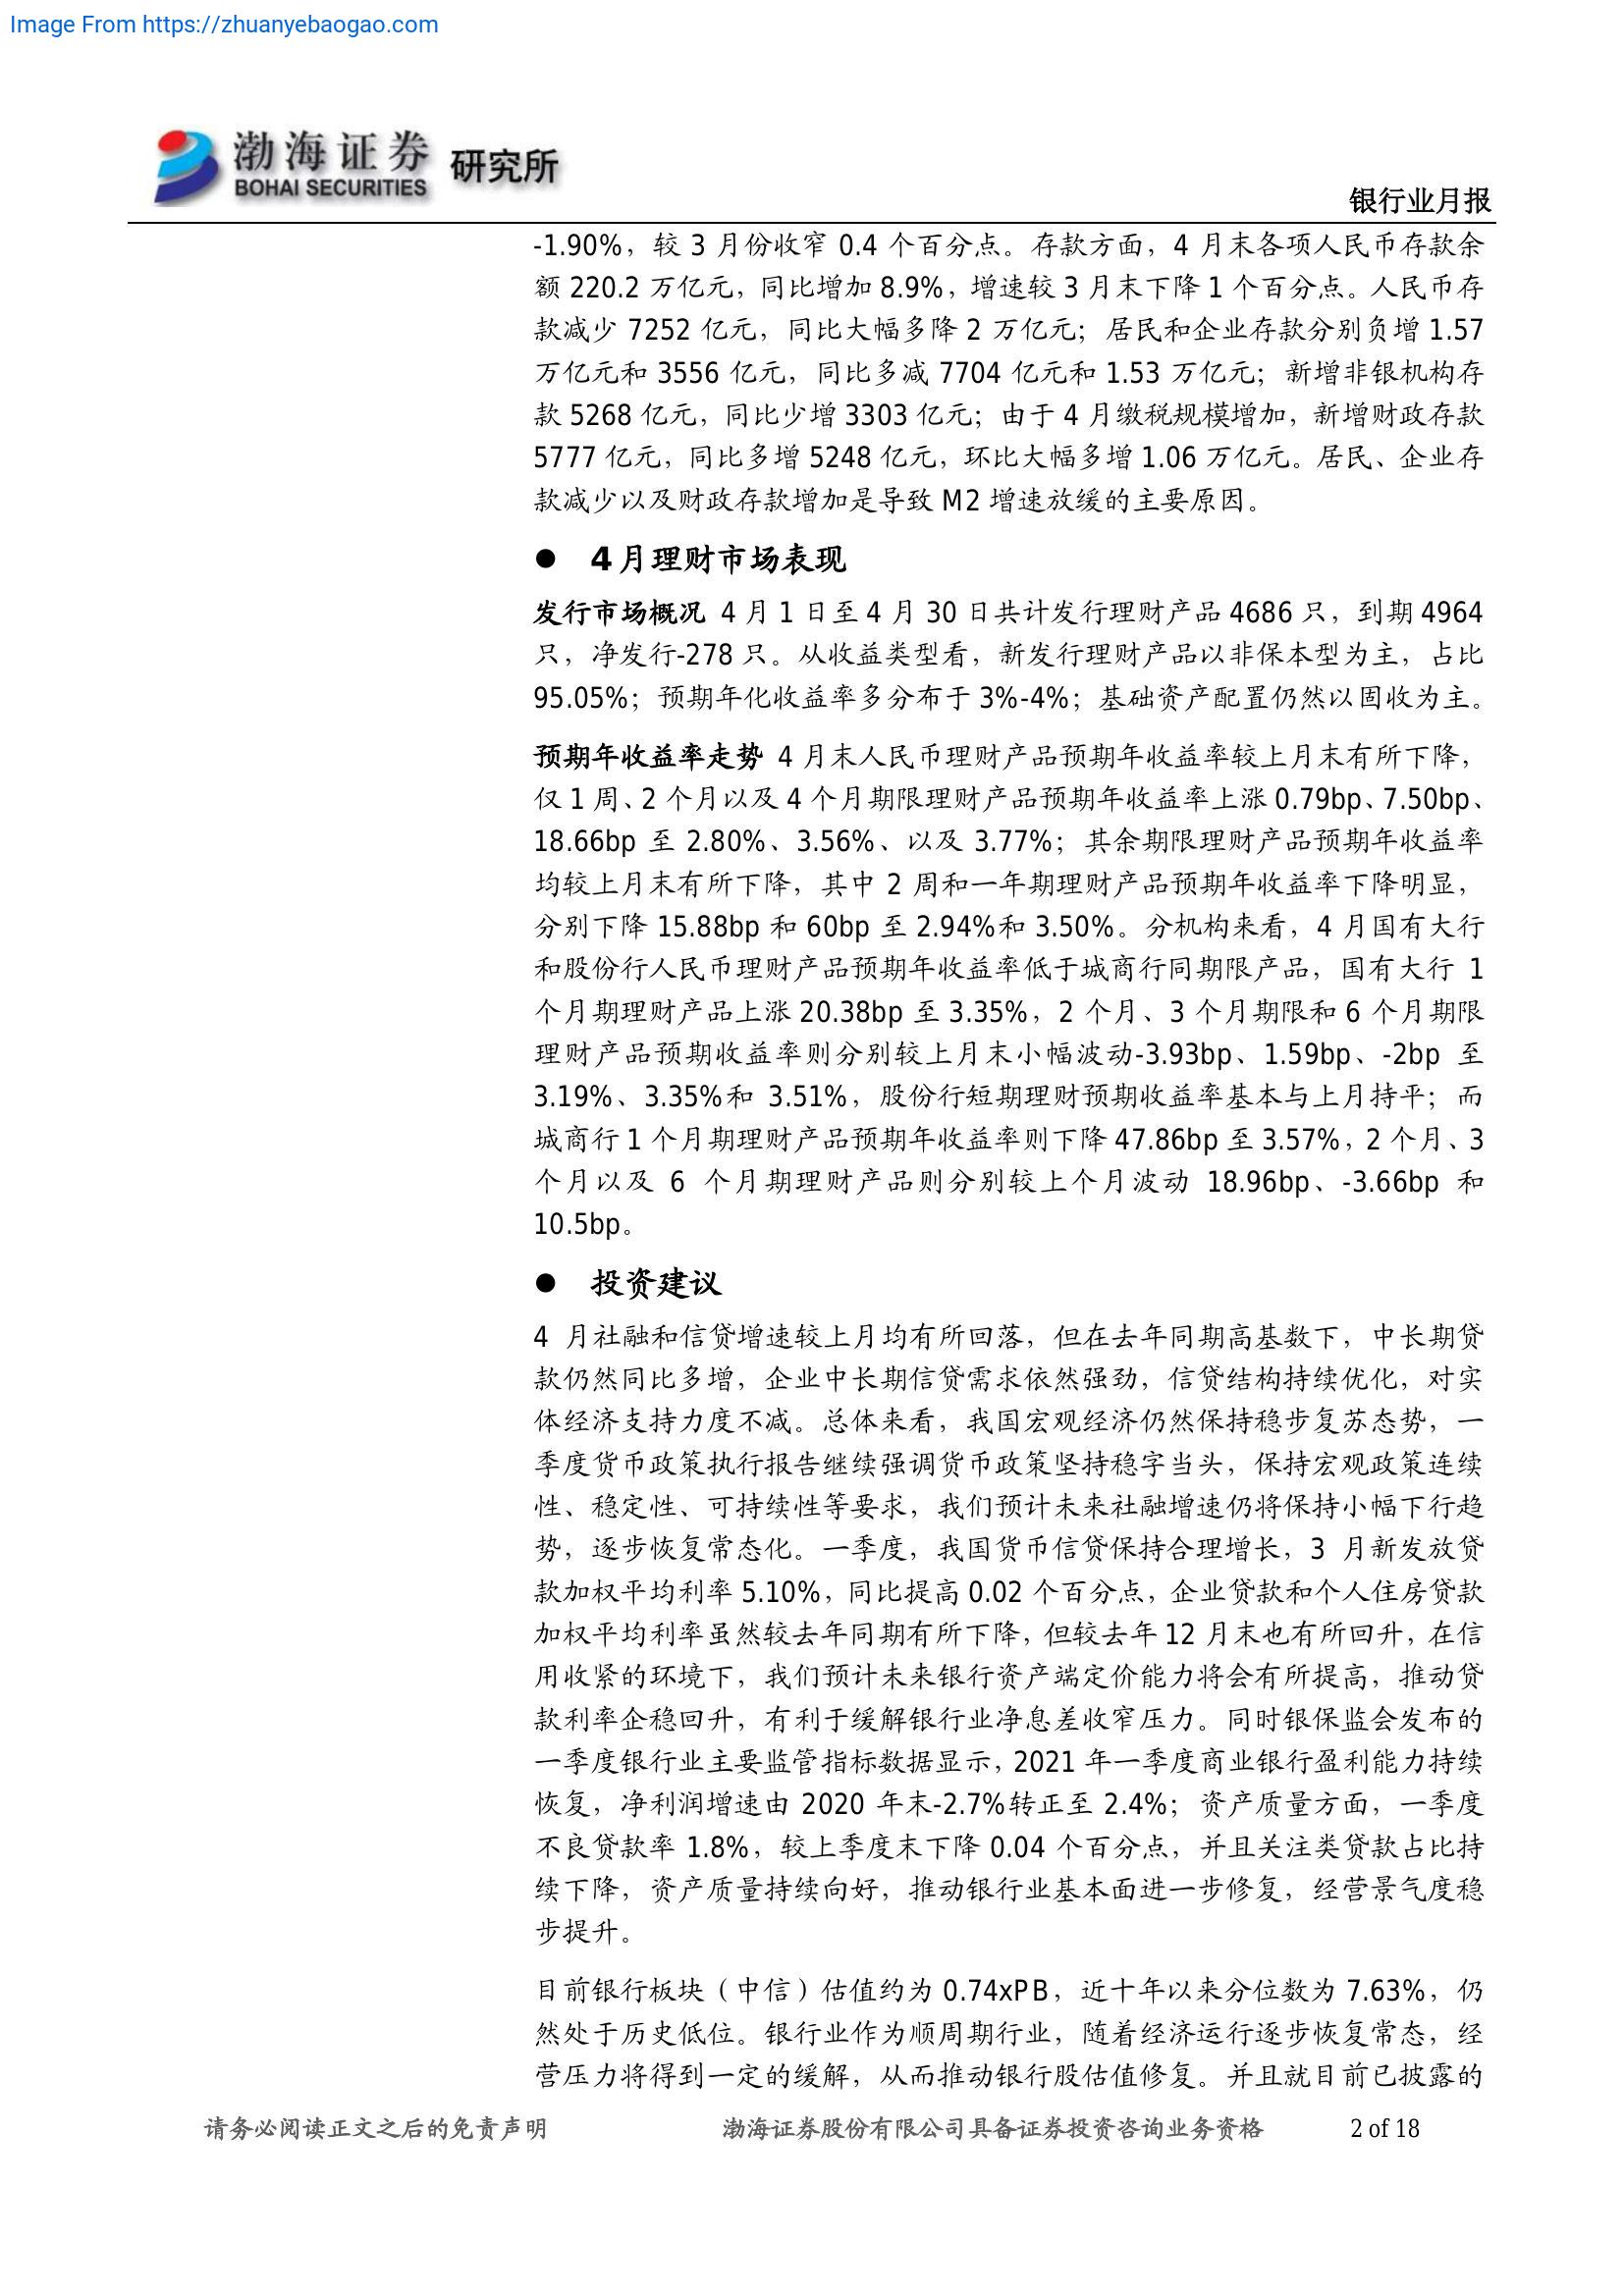 Image From https://zhuanyebaogao.com
渤海证券
BOHAI SECURITIES
研究所
银行业月报
-1.90%，较 3 月份收窄 0.4 个百分点。存款方面，4 月末各项人民币存款余
额 220.2 万亿元，同比增加 8.9%，增速较 3 月末下降 1 个百分点。人民币存
款减少 7252 亿元，同比大幅多降 2 万亿元；居民和企业存款分别负增 1.57
万亿元和 3556 亿元，同比多减 7704 亿元和 1.53 万亿元；新增非银机构存
款 5268 亿元，同比少增 3303 亿元；由于 4 月缴税规模增加，新增财政存款
5777 亿元，同比多增 5248 亿元，环比大幅多增 1.06 万亿元。居民、企业存
款减少以及财政存款增加是导致 M2 增速放缓的主要原因。
● 4 月理财市场表现
发行市场概况 4 月 1 日至 4 月 30 日共计发行理财产品 4686 只，到期 4964
只，净发行-278 只。从收益类型看，新发行理财产品以非保本型为主，占比
95.05%；预期年化收益率多分布于 3%-4%；基础资产配置仍然以固收为主。
预期年收益率走势 4 月末人民币理财产品预期年收益率较上月末有所下降，
仅 1 周、2 个月以及 4 个月期限理财产品预期年收益率上涨 0.79bp、7.50bp、
18.66bp 至 2.80%、3.56%、以及 3.77%；其余期限理财产品预期年收益率
均较上月末有所下降，其中 2 周和一年期理财产品预期年收益率下降明显，
分别下降 15.88bp 和 60bp 至 2.94%和 3.50%。分机构来看，4 月国有大行
和股份行人民币理财产品预期年收益率低于城商行同期限产品，国有大行 1
个月期理财产品上涨 20.38bp 至 3.35%，2 个月、3 个月期限和 6 个月期限
理财产品预期收益率则分别较上月末小幅波动-3.93bp、1.59bp、-2bp 至
3.19%、3.35%和 3.51%，股份行短期理财预期收益率基本与上月持平；而
城商行 1 个月期理财产品预期年收益率则下降 47.86bp 至 3.57%，2 个月、3
个月以及 6 个月期理财产品则分别较上个月波动 18.96bp、-3.66bp 和
10.5bp。
● 投资建议
4 月社融和信贷增速较上月均有所回落，但在去年同期高基数下，中长期贷
款仍然同比多增，企业中长期信贷需求依然强劲，信贷结构持续优化，对实
体经济支持力度不减。总体来看，我国宏观经济仍然保持稳步复苏态势，一
季度货币政策执行报告继续强调货币政策坚持稳字当头，保持宏观政策连续
性、稳定性、可持续性等要求，我们预计未来社融增速仍将保持小幅下行趋
势，逐步恢复常态化。一季度，我国货币信贷保持合理增长，3 月新发放贷
款加权平均利率 5.10%，同比提高 0.02 个百分点，企业贷款和个人住房贷款
加权平均利率虽然较去年同期有所下降，但较去年 12 月末也有所回升，在信
用收紧的环境下，我们预计未来银行资产端定价能力将会有所提高，推动贷
款利率企稳回升，有利于缓解银行业净息差收窄压力。同时银保监会发布的
一季度银行业主要监管指标数据显示，2021 年一季度商业银行盈利能力持续
恢复，净利润增速由 2020 年末-2.7%转正至 2.4%；资产质量方面，一季度
不良贷款率 1.8%，较上季度末下降 0.04 个百分点，并且关注类贷款占比持
续下降，资产质量持续向好，推动银行业基本面进一步修复，经营景气度稳
步提升。
目前银行板块（中信）估值约为 0.74xPB，近十年以来分位数为 7.63%，仍
然处于历史低位。银行业作为顺周期行业，随着经济运行逐步恢复常态，经
营压力将得到一定的缓解，从而推动银行股估值修复。并且就目前已披露的
请务必阅读正文之后的免责声明 渤海证券股份有限公司具备证券投资咨询业务资格 2 of 18